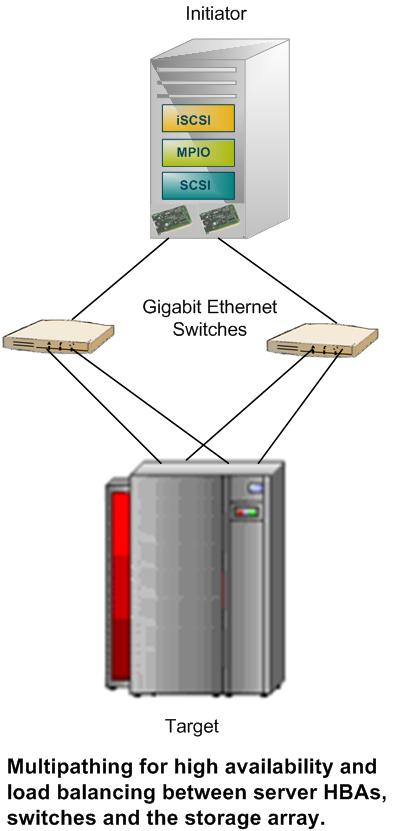 Initiator
iSCSI
MPIO
SCSI
Gigabit Ethernet
Switches
Target
Multipathing for high availability and
load balancing between server HBAs,
switches and the storage array.